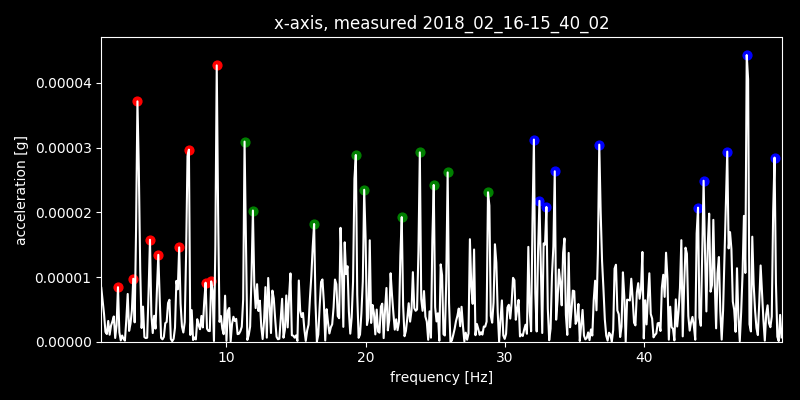 x-axis, measured 2018_02_16-15_40_02
acceleration [g]
0.00004
0.00003
0.00002
0.00001
0.00000
10 20 30 40
frequency [Hz]